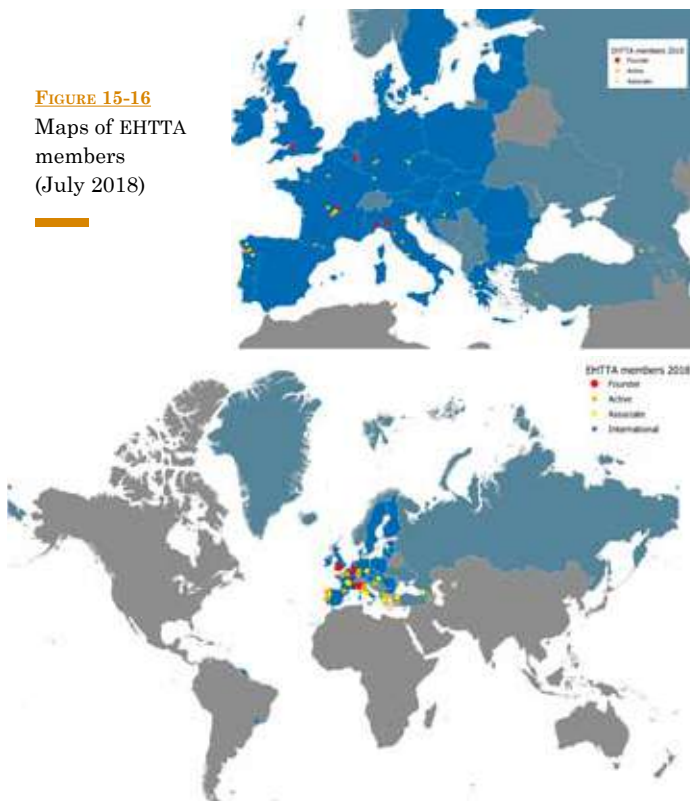 FIGURE 15-16
Maps of EHTTA
members
(July 2018)
EHTTA members 2018
Founder
Active
Associate
EHTTA members 2018
Founder
Active
Associate
International